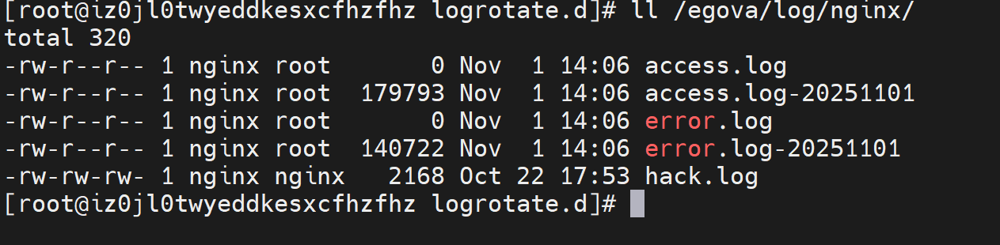 [root@iz0jl0twyeddkesxcfhzfhz logrotate.d]# ll /egova/log/nginx/
total 320
-rw-r--r-- 1 nginx root       0 Nov  1 14:06 access.log
-rw-r--r-- 1 nginx root  179793 Nov  1 14:06 access.log-20251101
-rw-r--r-- 1 nginx root       0 Nov  1 14:06 error.log
-rw-r--r-- 1 nginx root  140722 Nov  1 14:06 error.log-20251101
-rw-rw-rw- 1 nginx nginx   2168 Oct 22 17:53 hack.log
[root@iz0jl0twyeddkesxcfhzfhz logrotate.d]#